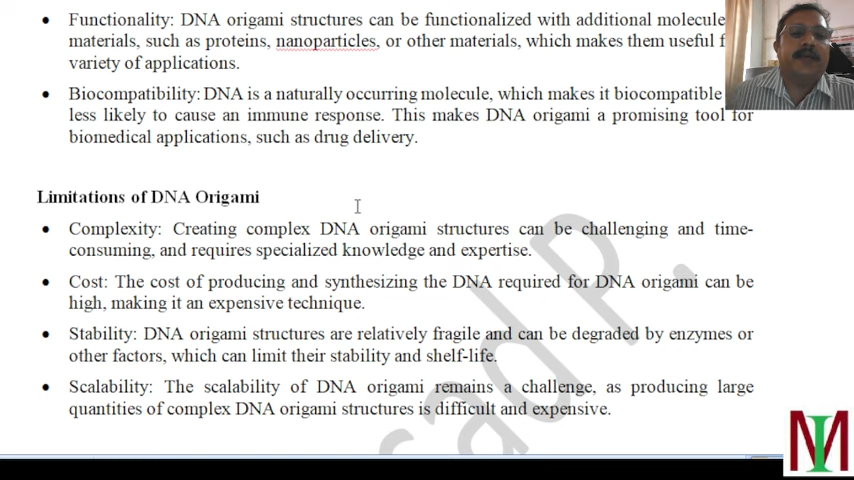 • Functionality: DNA origami structures can be functionalized with additional molecule
materials, such as proteins, nanoparticles, or other materials, which makes them useful f
variety of applications.
• Biocompatibility: DNA is a naturally occurring molecule, which makes it biocompatible
less likely to cause an immune response. This makes DNA origami a promising tool for
biomedical applications, such as drug delivery.
Limitations of DNA Origami
• Complexity: Creating complex DNA origami structures can be challenging and time-
consuming, and requires specialized knowledge and expertise.
• Cost: The cost of producing and synthesizing the DNA required for DNA origami can be
high, making it an expensive technique.
• Stability: DNA origami structures are relatively fragile and can be degraded by enzymes or
other factors, which can limit their stability and shelf-life.
• Scalability: The scalability of DNA origami remains a challenge, as producing large
quantities of complex DNA origami structures is difficult and expensive.
sad P.
MI